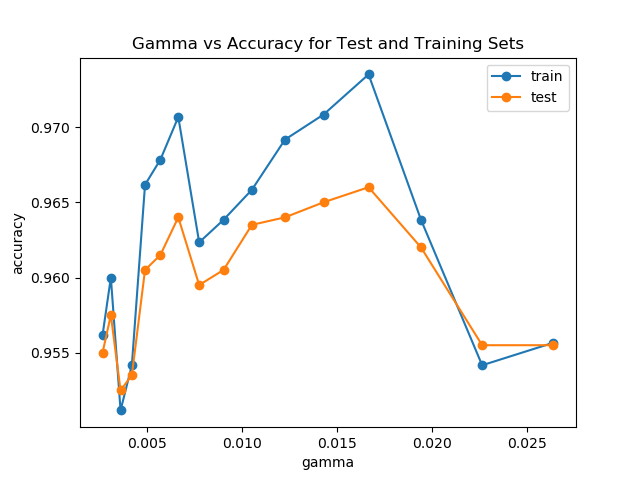 Gamma vs Accuracy for Test and Training Sets
train
test
0.970
0.965
0.960
0.955
accuracy
0.005
0.010
0.015
0.020
0.025
gamma